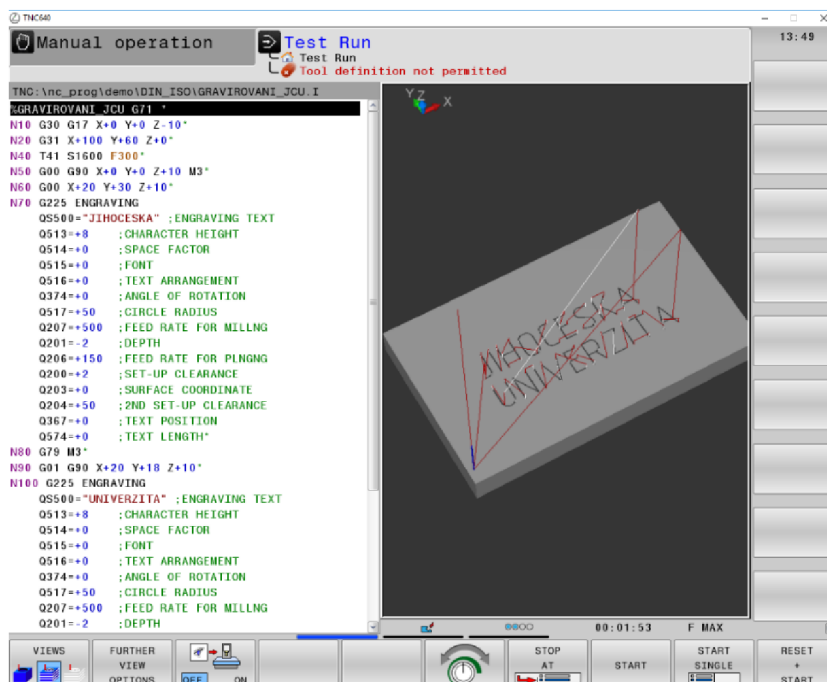 TNC640
Manual operation
Test Run
Test Run
Tool definition not permitted
13:49
TNC:\nc_prog\demo\DIN_ISO\GRAVIROVANI_JCU.I
%GRAVIROVANI_JCU G71 *
N10 G30 G17 X+0 Y+0 Z-10*
N20 G31 X+100 Y+60 Z+0*
N40 T41 S1600 F300*
N50 G00 G90 X+0 Y+0 Z+10 M3*
N60 G00 X+20 Y+30 Z+10*
N70 G225 ENGRAVING
QS500="JIHOCESKA" ;ENGRAVING TEXT
Q513=+8 ;CHARACTER HEIGHT
Q514=+0 ;SPACE FACTOR
Q515=+0 ;FONT
Q516=+0 ;TEXT ARRANGEMENT
Q374=+0 ;ANGLE OF ROTATION
Q517=+50 ;CIRCLE RADIUS
Q207=+500 ;FEED RATE FOR MILLNG
Q201=-2 ;DEPTH
Q206=+150 ;FEED RATE FOR PLNGNG
Q200=+2 ;SET-UP CLEARANCE
Q203=+0 ;SURFACE COORDINATE
Q204=+50 ;2ND SET-UP CLEARANCE
Q367=+0 ;TEXT POSITION
Q574=+0 ;TEXT LENGTH*
N80 G79 M3*
N90 G01 G90 X+20 Y+18 Z+10*
N100 G225 ENGRAVING
QS500="UNIVERZITA" ;ENGRAVING TEXT
Q513=+8 ;CHARACTER HEIGHT
Q514=+0 ;SPACE FACTOR
Q515=+0 ;FONT
Q516=+0 ;TEXT ARRANGEMENT
Q374=+0 ;ANGLE OF ROTATION
Q517=+50 ;CIRCLE RADIUS
Q207=+500 ;FEED RATE FOR MILLNG
Q201=-2 ;DEPTH
Y Z X
JIHOCESKA
UNIVERZITA
00:01:53 F MAX
VIEWS
FURTHER
VIEW
OPTIONS
OFF ON
STOP
AT
START
START
SINGLE
RESET
+
START